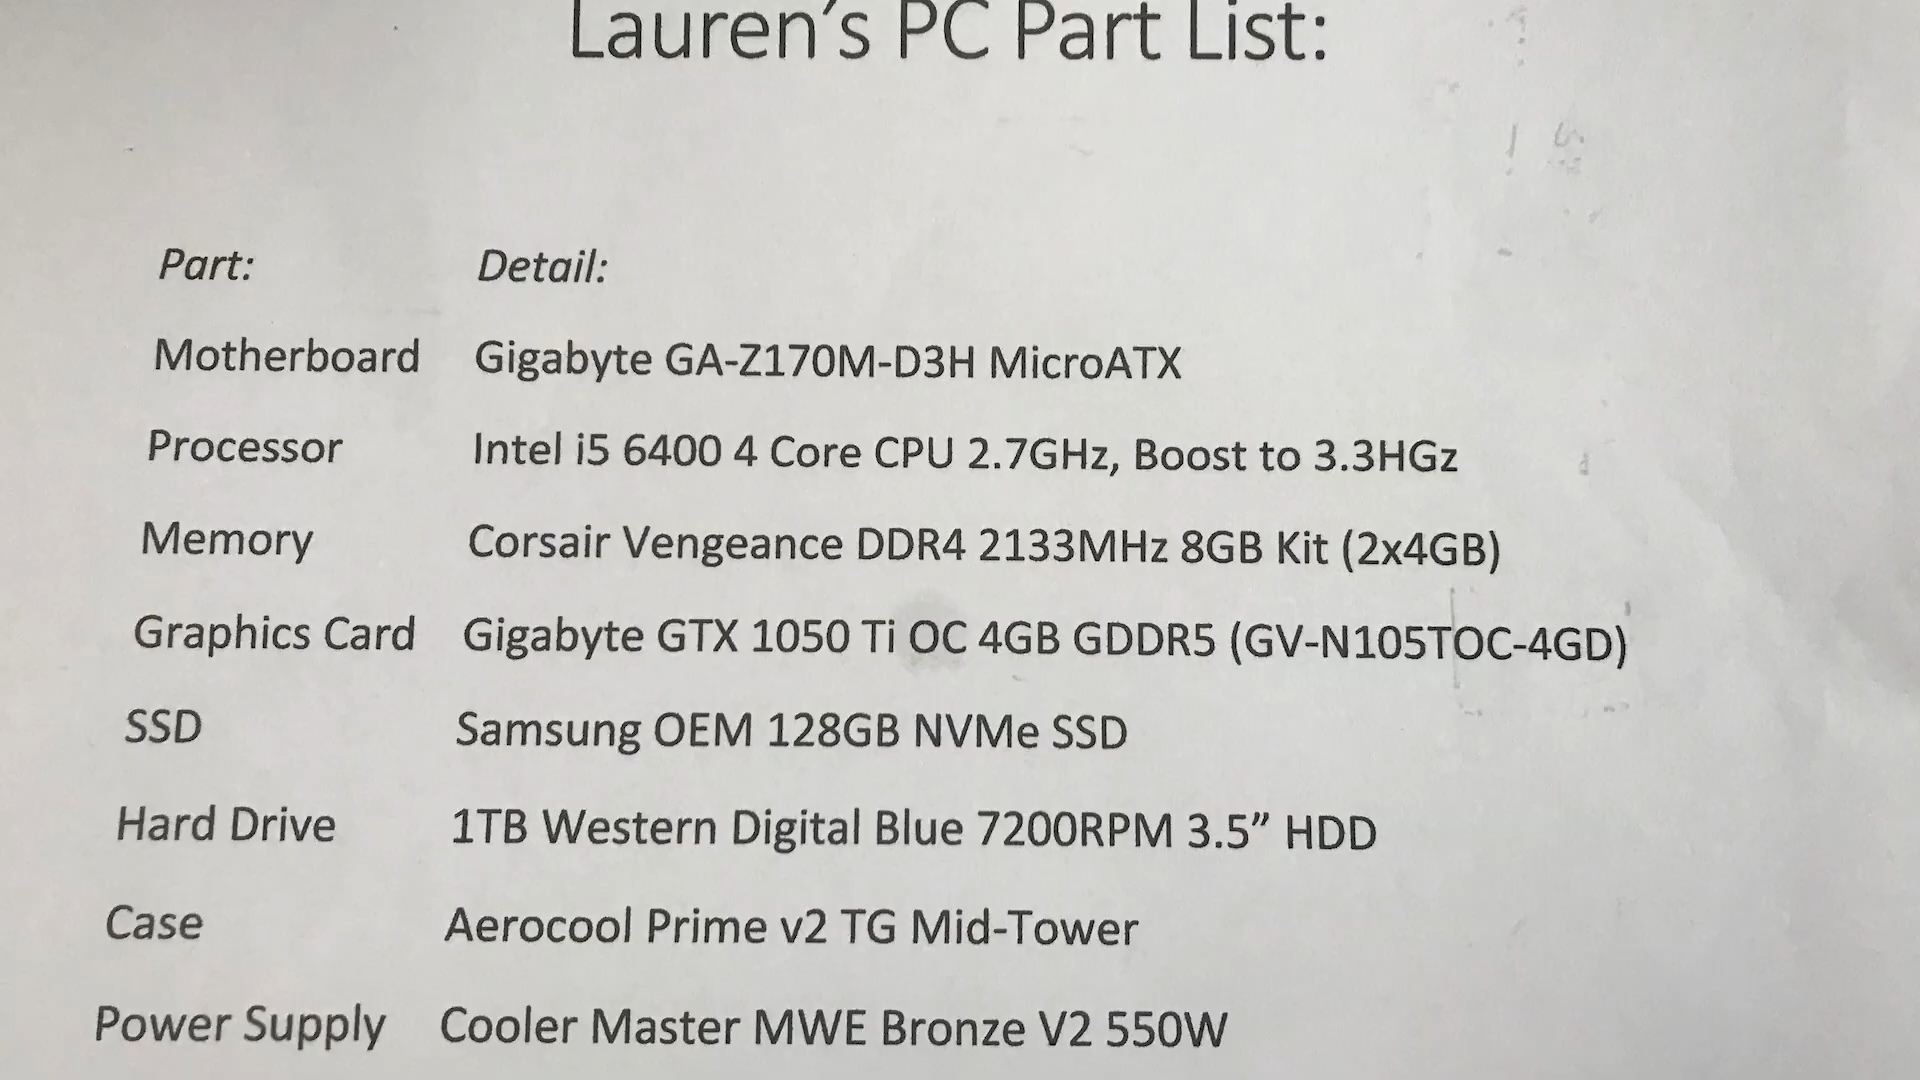 Lauren's PC Part List:
Part: Detail:
Motherboard Gigabyte GA-Z170M-D3H MicroATX
Processor Intel i5 6400 4 Core CPU 2.7GHz, Boost to 3.3HGz
Memory Corsair Vengeance DDR4 2133MHz 8GB Kit (2x4GB)
Graphics Card Gigabyte GTX 1050 Ti OC 4GB GDDR5 (GV-N105TOC-4GD)
SSD Samsung OEM 128GB NVMe SSD
Hard Drive 1TB Western Digital Blue 7200RPM 3.5” HDD
Case Aerocool Prime v2 TG Mid-Tower
Power Supply Cooler Master MWE Bronze V2 550W